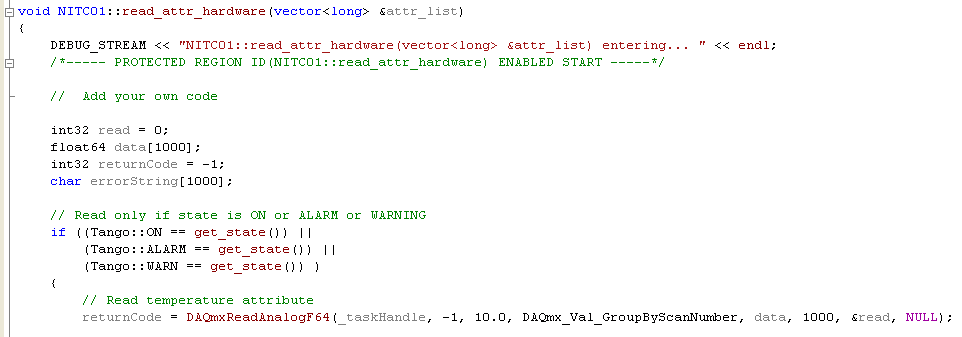 void NITC01::read_attr_hardware(vector<long> &attr_list)
{
DEBUG_STREAM << "NITC01::read_attr_hardware(vector<long> &attr_list) entering... " << endl;
/*----- PROTECTED REGION ID(NITC01::read_attr_hardware) ENABLED START -----*/
//  Add your own code
int32 read = 0;
float64 data[1000];
int32 returnCode = -1;
char errorString[1000];
// Read only if state is ON or ALARM or WARNING
if ((Tango::ON == get_state()) ||
(Tango::ALARM == get_state()) ||
(Tango::WARN == get_state()) )
{
// Read temperature attribute
returnCode = DAQmxReadAnalogF64(_taskHandle, -1, 10.0, DAQmx_Val_GroupByScanNumber, data, 1000, &read, NULL);